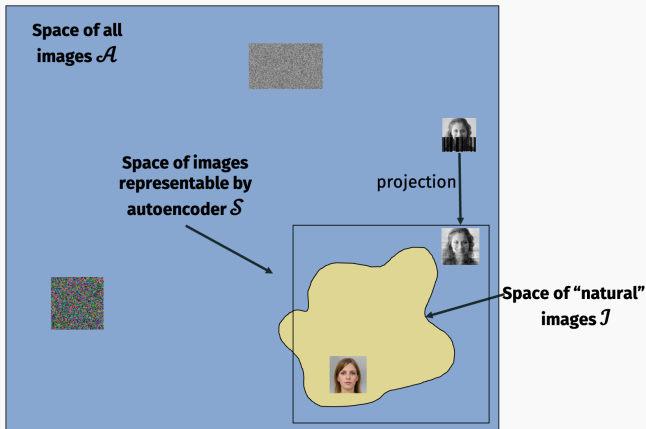 Space of all
images 𝒜
Space of images
representable by
autoencoder 𝒮
projection
Space of “natural”
images ℐ